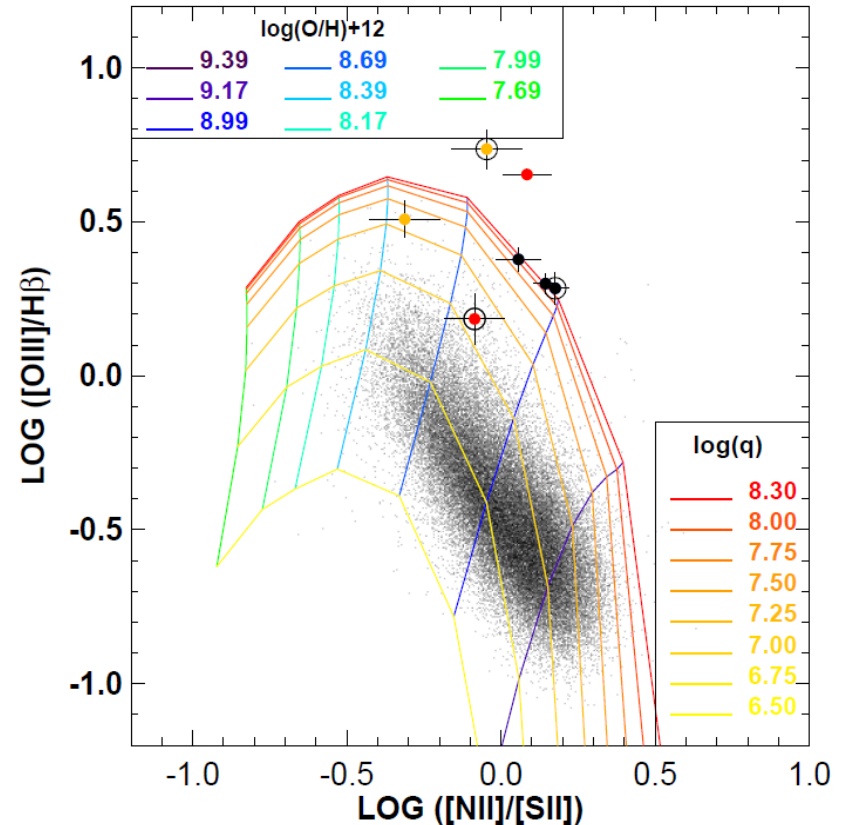 log(O/H)+12
9.39 8.69 7.99
9.17 8.39 7.69
8.99 8.17
1.0
0.5
0.0
-0.5
-1.0
LOG ([OIII]/Hβ)
log(q)
8.30
8.00
7.75
7.50
7.25
7.00
6.75
6.50
-1.0 -0.5 0.0 0.5 1.0
LOG ([NII]/[SII])